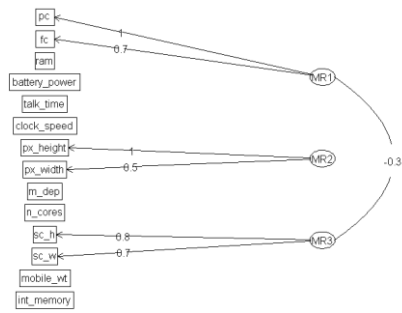 pc
1
fc
0.7
ram
MR1
battery_power
talk_time
clock_speed
px_height
1
px_width
0.5
MR2
-0.3
m_dep
n_cores
sc_h
0.8
sc_w
0.7
MR3
mobile_wt
int_memory